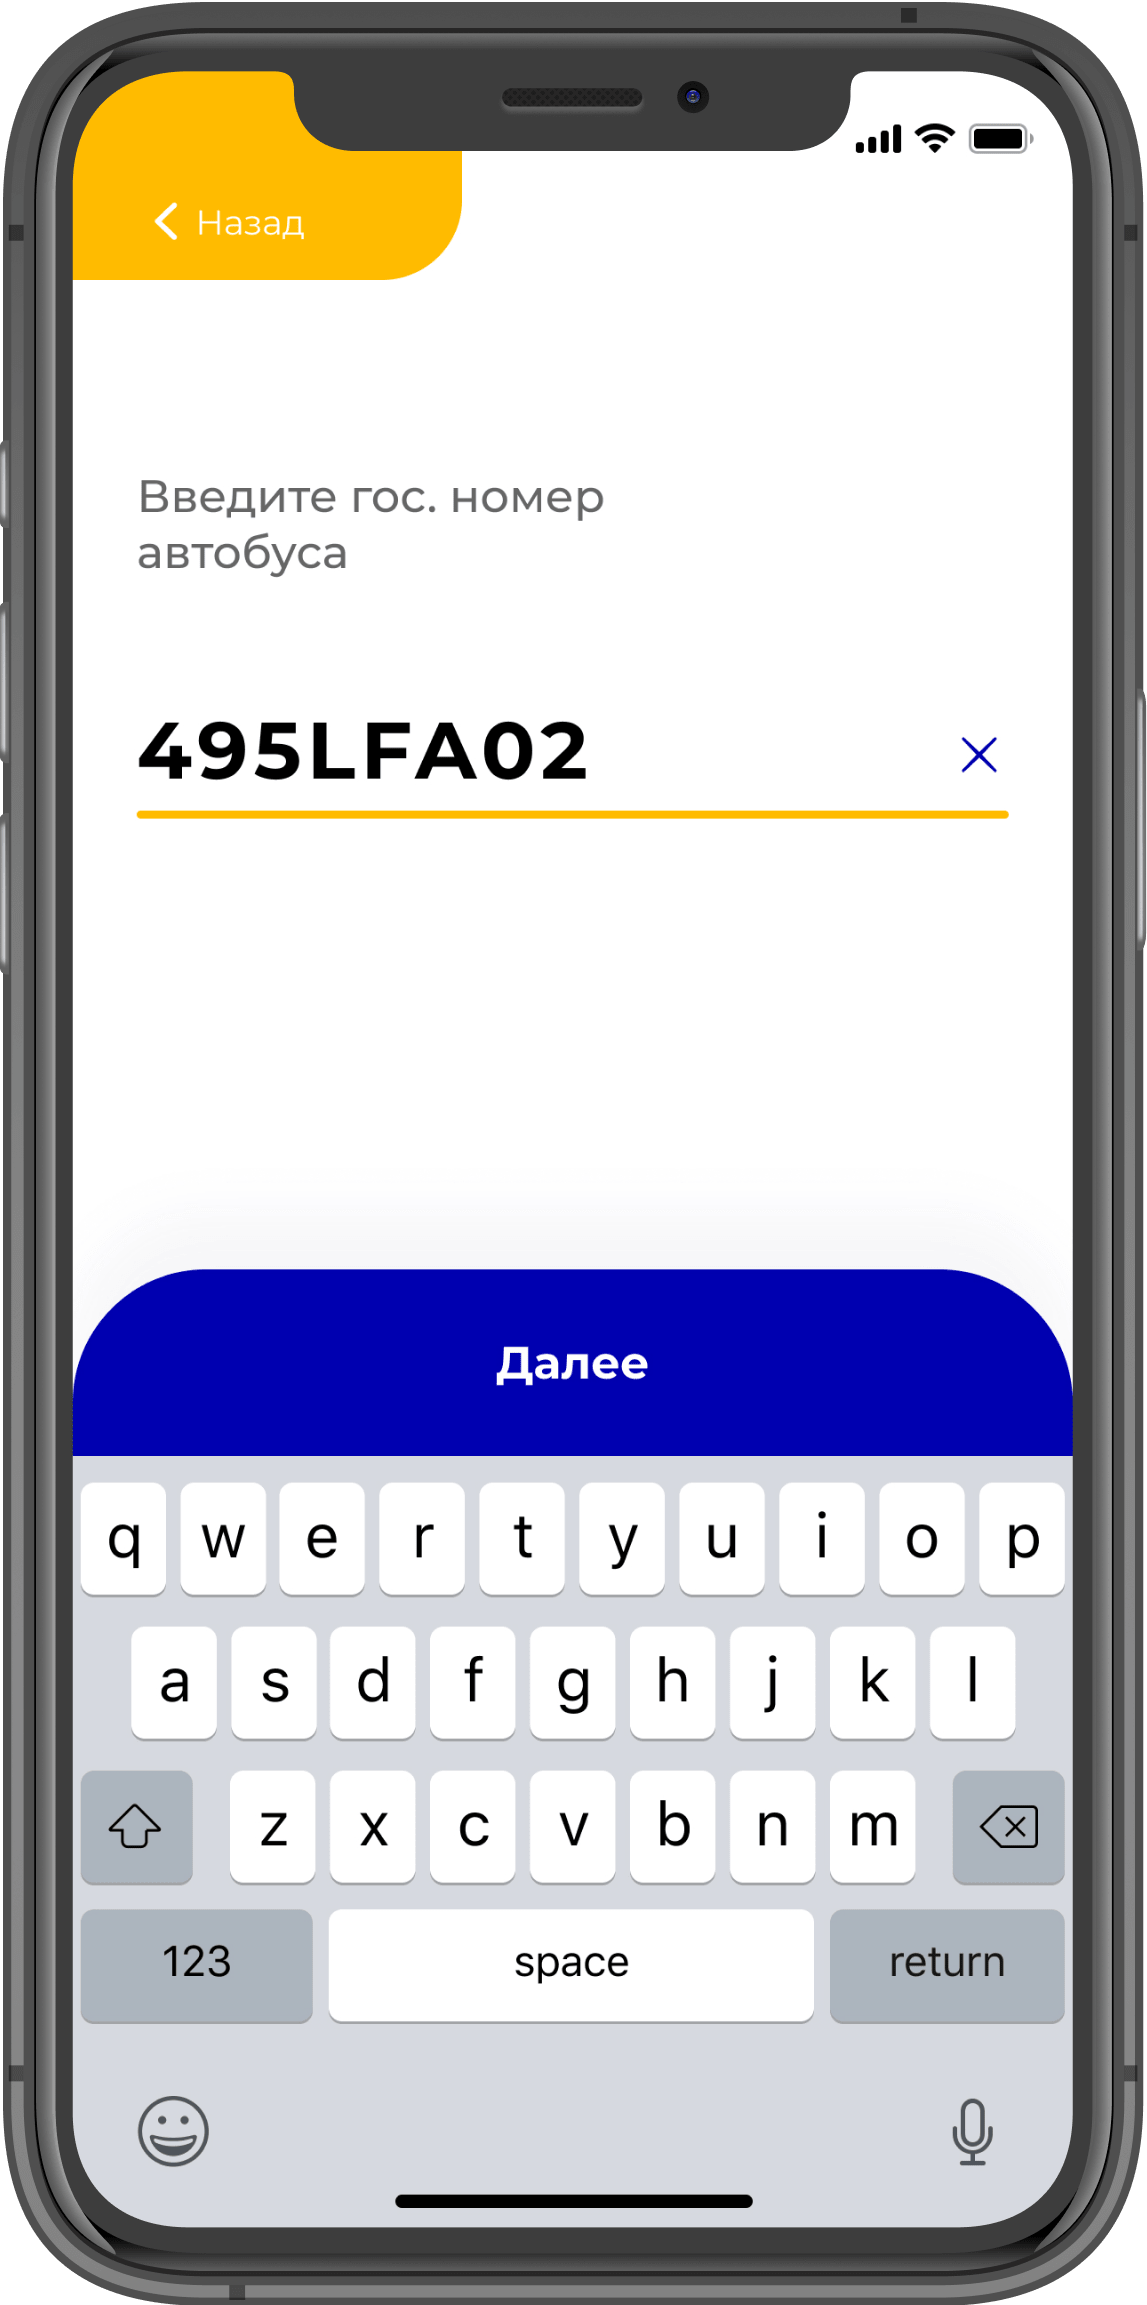 Назад
Введите гос. номер
автобуса
495LFA02
Далее
q w e r t y u i o p
a s d f g h j k l
z x c v b n m
123 space return